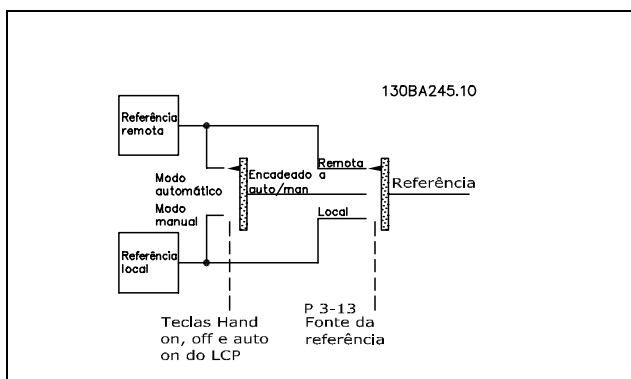 130BA245.10
Referência
remota
Modo
automático
Modo
manual
Encadeado a
auto/man
Remota
Local
Referência
Referência
local
Teclas Hand
on, off e auto
on do LCP
P 3-13
Fonte da
referência